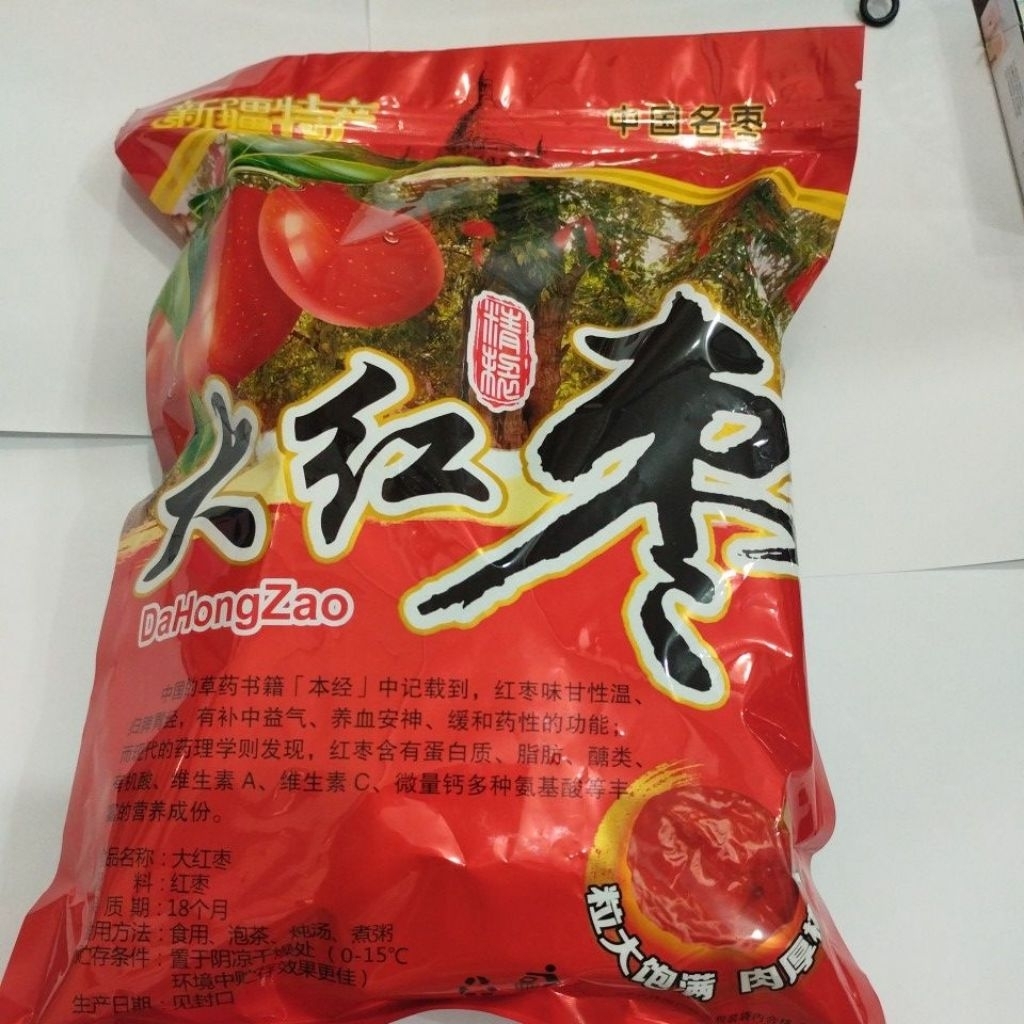 新疆特产
中国名枣
大红枣
DaHongZao
中国的草药书籍「本经」中记载到，红枣味甘性温、
归脾胃经，有补中益气、养血安神、缓和药性的功能；
而现代的药理学则发现，红枣含有蛋白质、脂肪、醣类、
有机酸、维生素A、维生素C、微量钙多种氨基酸等丰
富的营养成份。
品名称：大红枣
料：红枣
质期：18个月
用方法：食用、泡茶、炖汤、煮粥
贮存条件：置于阴凉干燥处（0-15℃
环境中贮存效果更佳）
生产日期：见封口
粒大饱满 肉厚